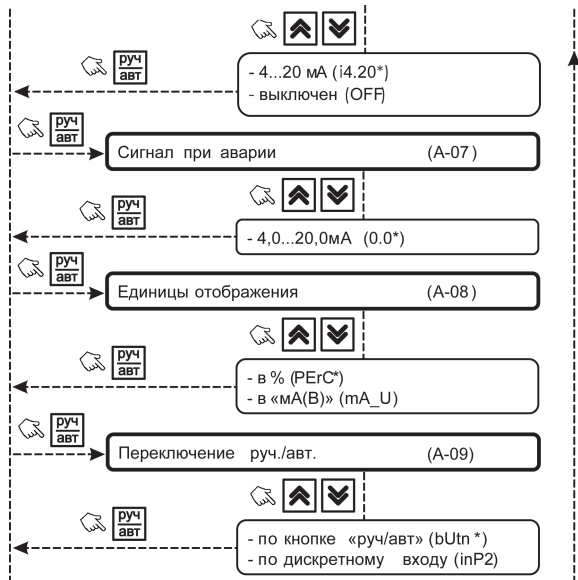 руч
авт
- 4...20 мА (i4.20*)
- выключен (OFF)
руч
авт
Сигнал при аварии (А-07)
руч
авт
- 4,0...20,0мА (0.0*)
руч
авт
Единицы отображения (А-08)
руч
авт
- в % (PErC*)
- в «мА(В)» (mA_U)
руч
авт
Переключение руч./авт. (А-09)
руч
авт
- по кнопке «руч/авт» (bUtn*)
- по дискретному входу (inP2)